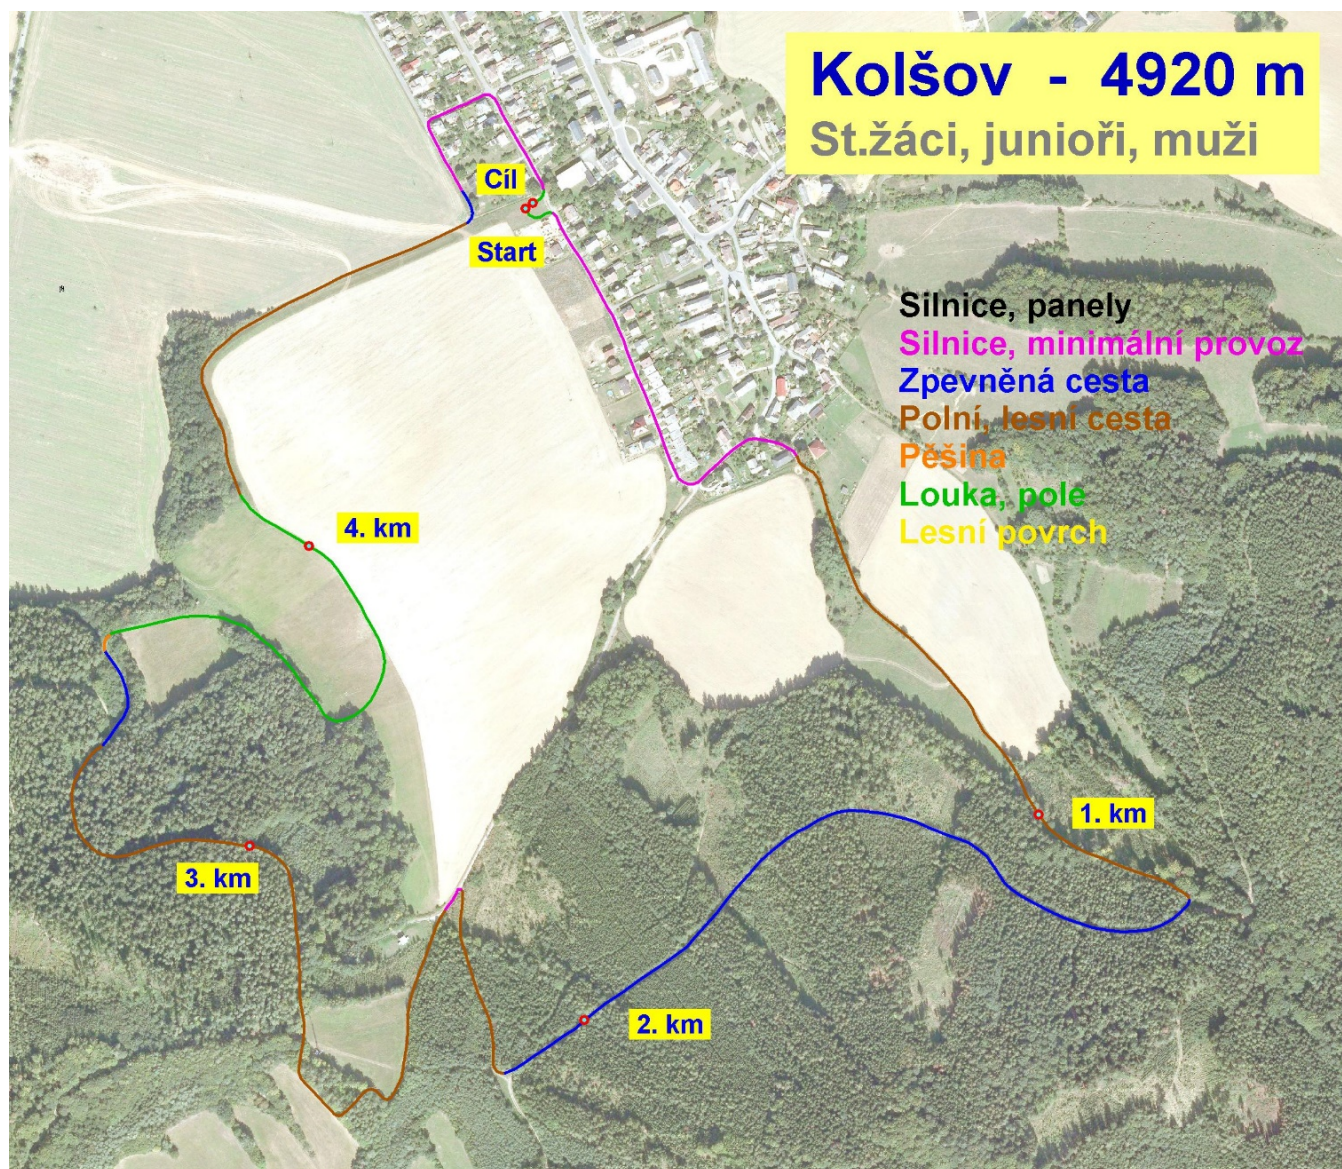 Kolšov - 4920 m
St.žáci, junioři, muži
Cíl
Start
Silnice, panely
Silnice, minimální provoz
Zpevněná cesta
Polní, lesní cesta
Pěšina
Louka, pole
Lesní povrch
4. km
1. km
3. km
2. km